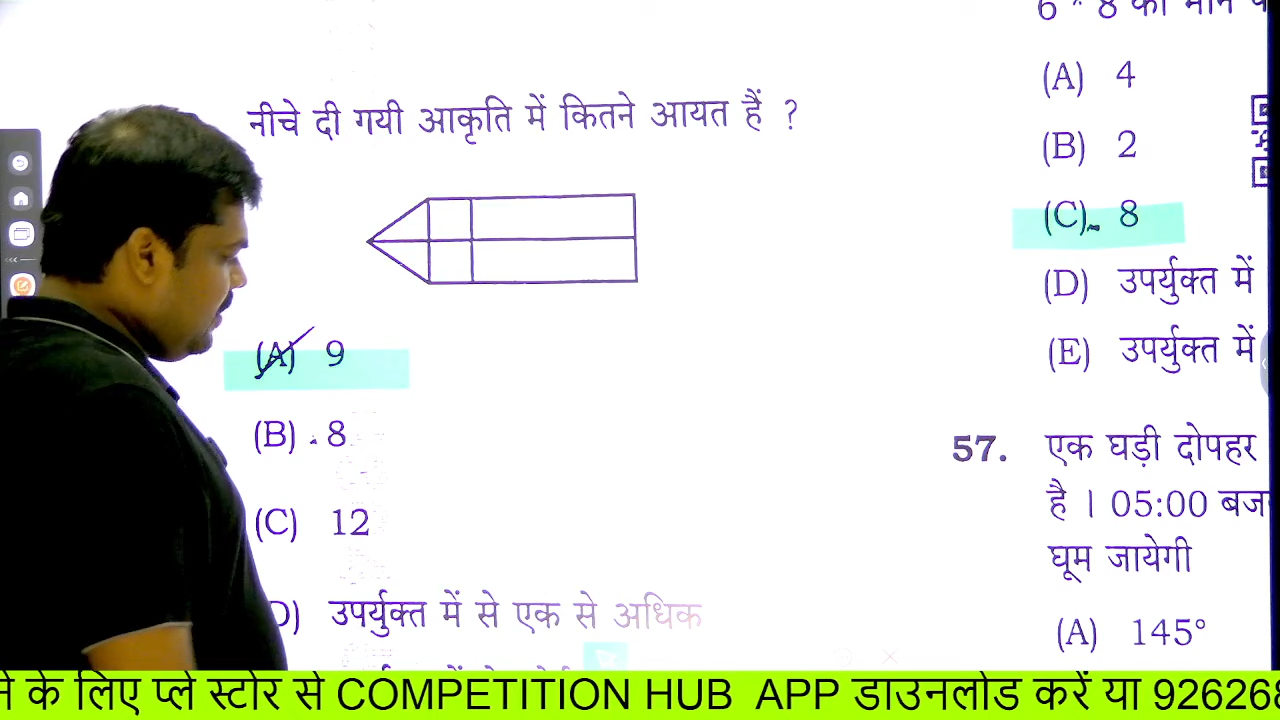 नीचे दी गयी आकृति में कितने आयत हैं ?
(A) 9
(B) 8
(C) 12
D) उपर्युक्त में से एक से अधिक
(A) 4
(B) 2
(C) 8
(D) उपर्युक्त में
(E) उपर्युक्त में
57. एक घड़ी दोपहर
है । 05:00 बज
घूम जायेगी
(A) 145°
के लिए प्ले स्टोर से COMPETITION HUB APP डाउनलोड करें या 92626